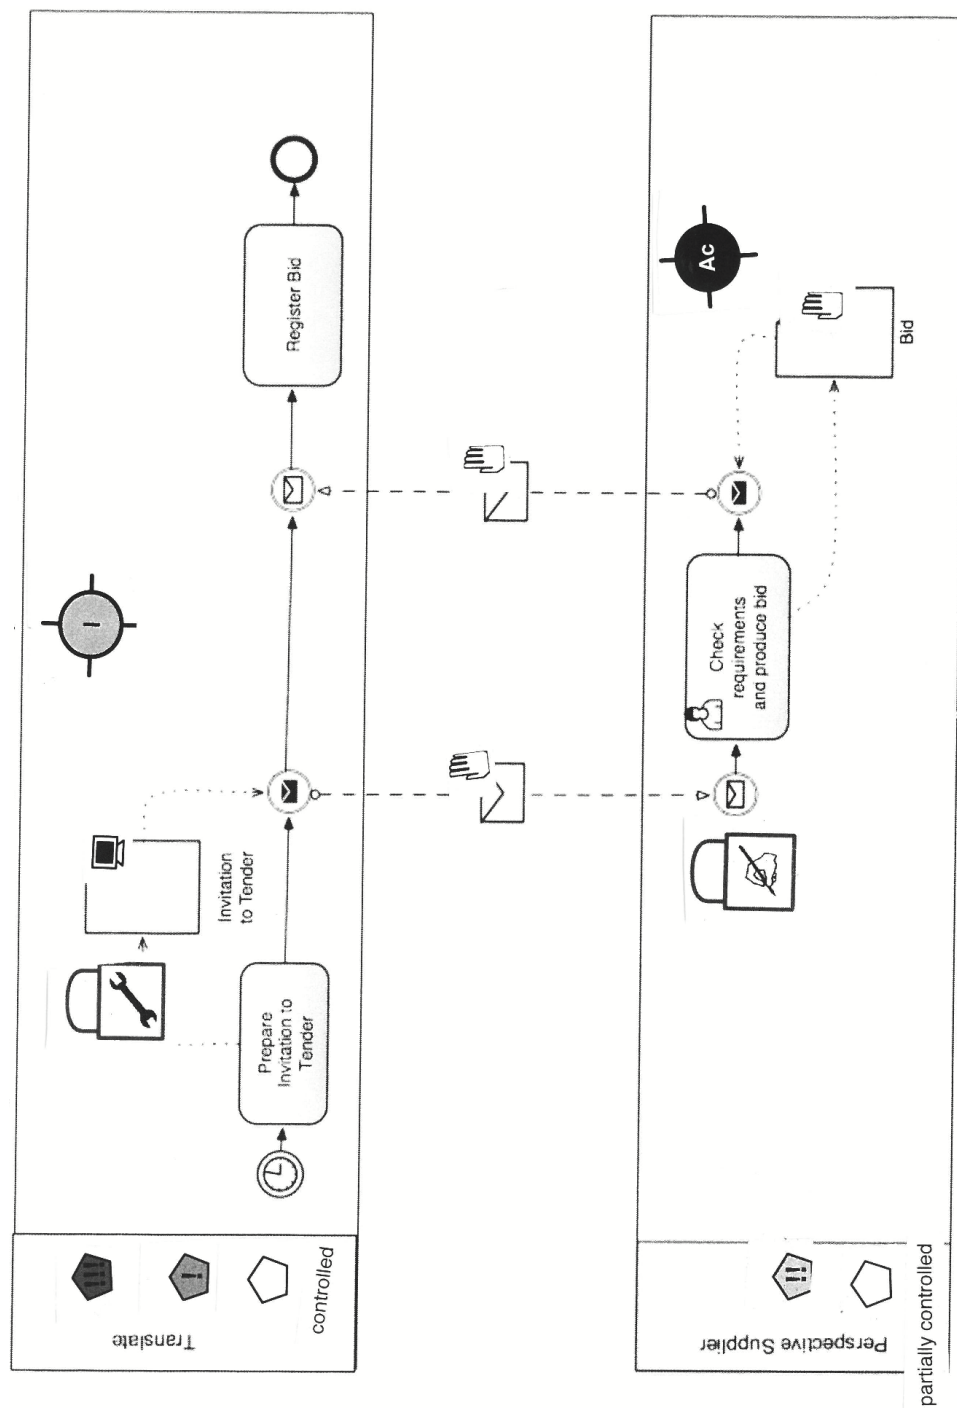 Translate
controlled
Prepare
Invitation to
Tender
Invitation
to Tender
I
Register Bid
Perspective Supplier
partially controlled
Check
requirements
and produce bid
Ac
Bid
!!!
!
!!